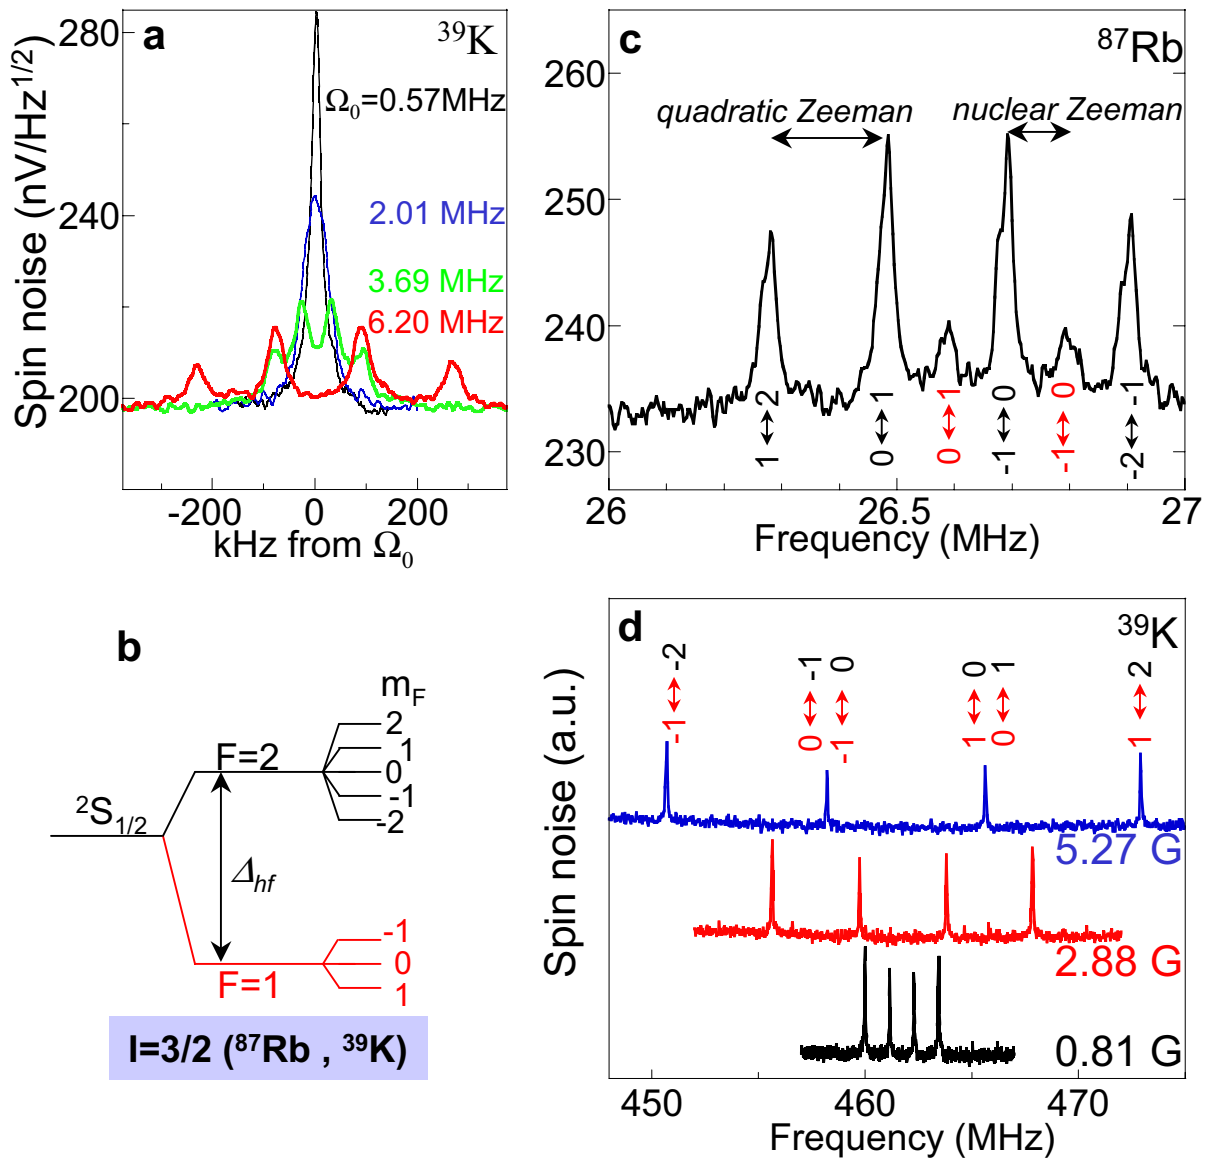 a
³⁹K
Spin noise (nV/Hz^1/2)
280
240
200
Ω₀=0.57MHz
2.01 MHz
3.69 MHz
6.20 MHz
-200
0
200
kHz from Ω₀
c
⁸⁷Rb
260
250
240
230
quadratic Zeeman
nuclear Zeeman
1↔2
0↔1
0↔1
-1↔0
-1↔0
-2↔-1
26
26.5
27
Frequency (MHz)
b
m_F
²S₁/₂
F=2
2
1
0
-1
-2
Δ_hf
F=1
-1
0
1
I=3/2 (⁸⁷Rb , ³⁹K)
d
³⁹K
Spin noise (a.u.)
-1↔-2
0↔-1
-1↔0
1↔0
0↔1
1↔2
5.27 G
2.88 G
0.81 G
450
460
470
Frequency (MHz)